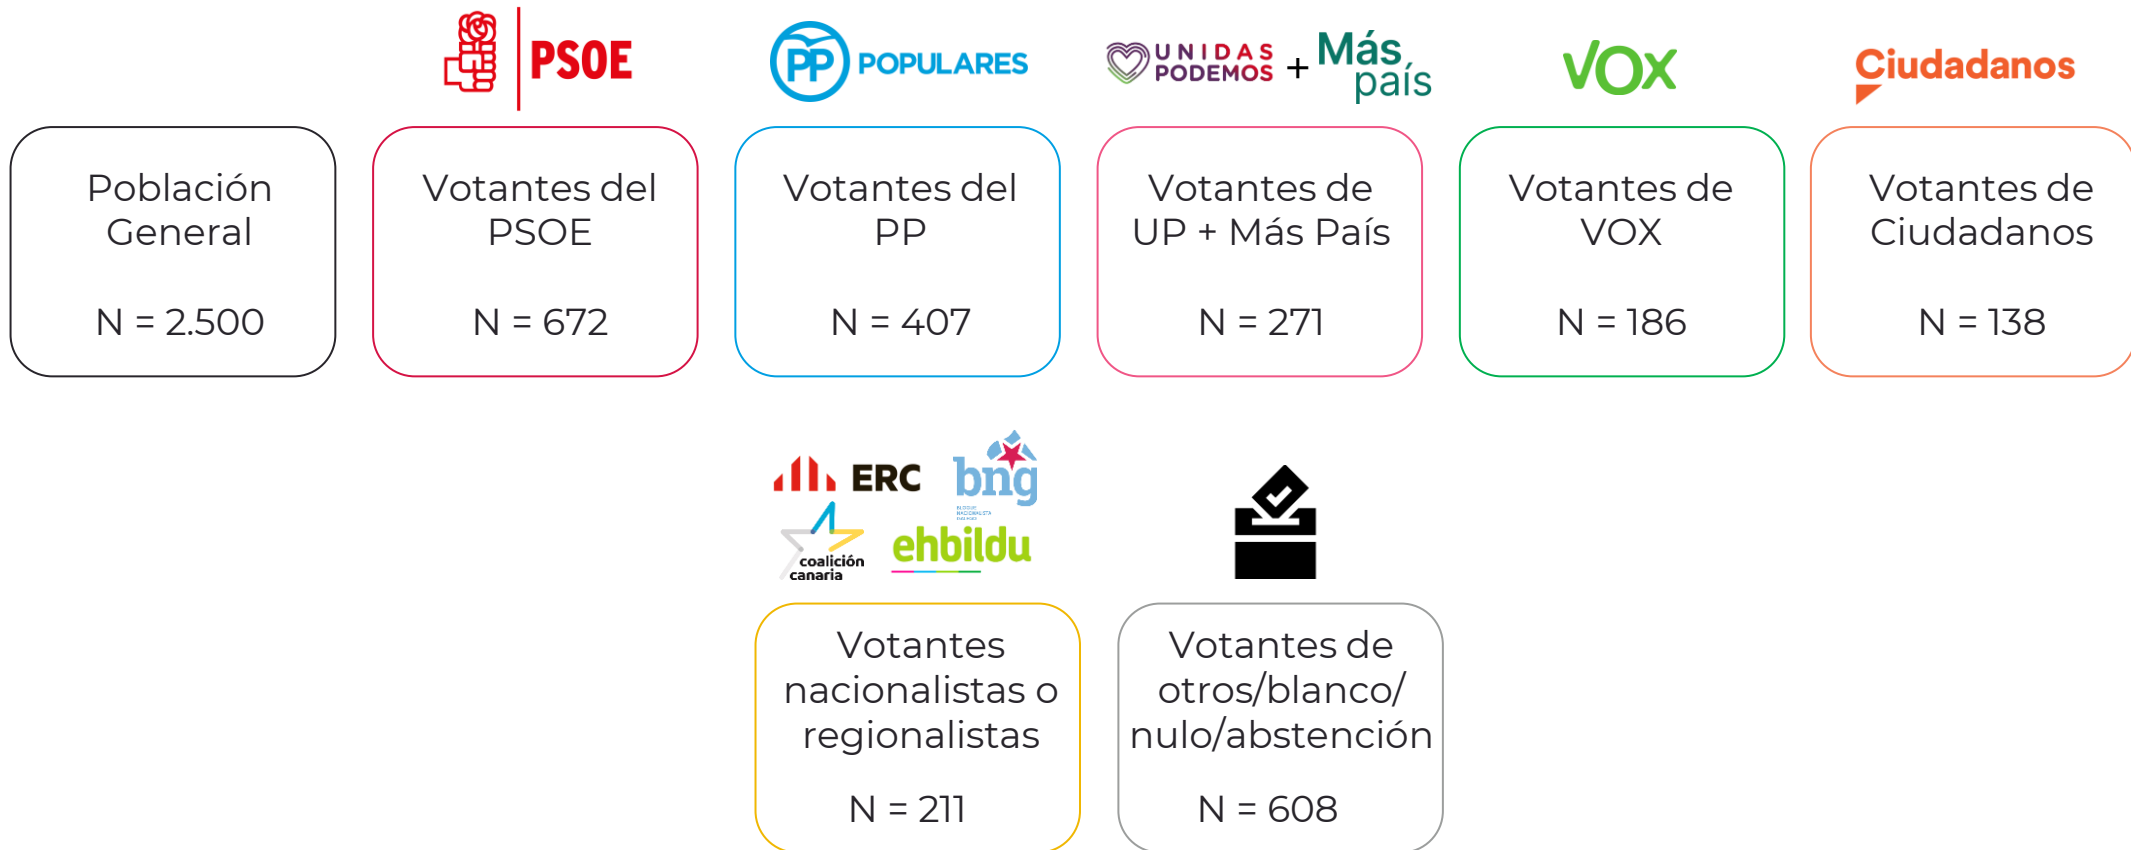 PSOE
PP POPULARES
UNIDAS
PODEMOS
+
Más
país
VOX
Ciudadanos
Población
General
N = 2.500
Votantes del
PSOE
N = 672
Votantes del
PP
N = 407
Votantes de
UP + Más País
N = 271
Votantes de
VOX
N = 186
Votantes de
Ciudadanos
N = 138
ERC
bng
BLOQUE
NACIONALISTA
coalición
canaria
ehbildu
Votantes
nacionalistas o
regionalistas
N = 211
Votantes de
otros/blanco/
nulo/abstención
N = 608